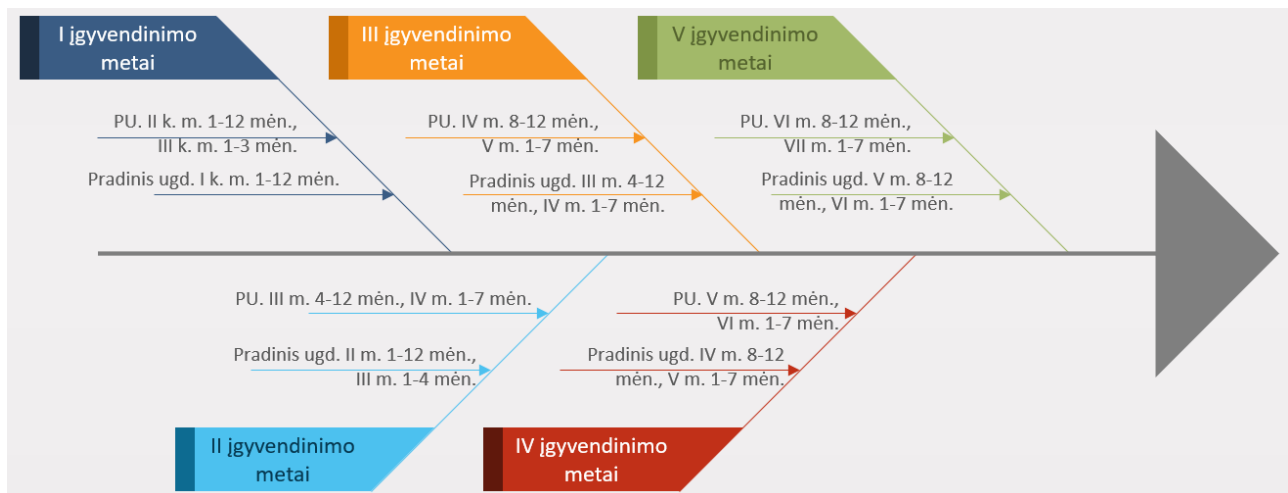 I įgyvendinimo
metai
III įgyvendinimo
metai
V įgyvendinimo
metai
PU. II k. m. 1-12 mėn.,
III k. m. 1-3 mėn.
Pradinis ugd. I k. m. 1-12 mėn.
PU. IV m. 8-12 mėn.,
V m. 1-7 mėn.
Pradinis ugd. III m. 4-12
mėn., IV m. 1-7 mėn.
PU. VI m. 8-12 mėn.,
VII m. 1-7 mėn.
Pradinis ugd. V m. 8-12
mėn., VI m. 1-7 mėn.
PU. III m. 4-12 mėn., IV m. 1-7 mėn.
Pradinis ugd. II m. 1-12 mėn.,
III m. 1-4 mėn.
PU. V m. 8-12 mėn.,
VI m. 1-7 mėn.
Pradinis ugd. IV m. 8-12
mėn., V m. 1-7 mėn.
II įgyvendinimo
metai
IV įgyvendinimo
metai